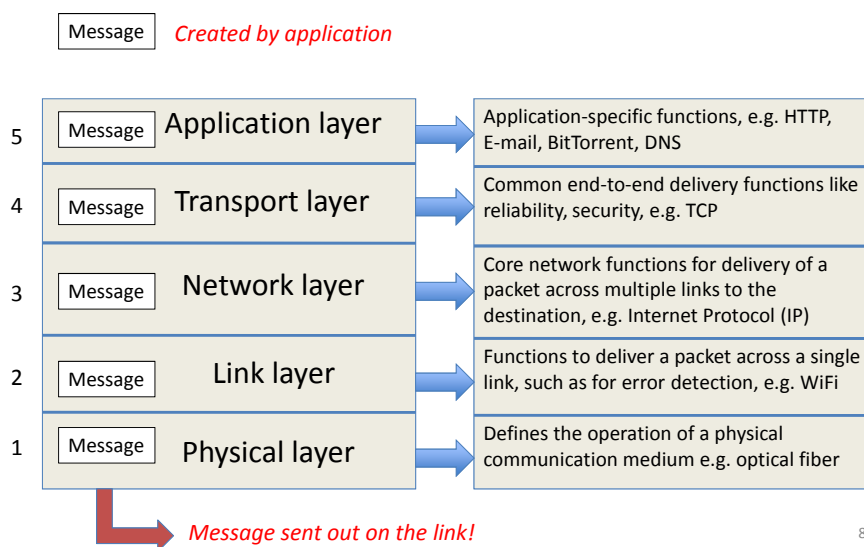 Message Created by application
5 Message Application layer
Application-specific functions, e.g. HTTP,
E-mail, BitTorrent, DNS
4 Message Transport layer
Common end-to-end delivery functions like
reliability, security, e.g. TCP
3 Message Network layer
Core network functions for delivery of a
packet across multiple links to the
destination, e.g. Internet Protocol (IP)
2 Message Link layer
Functions to deliver a packet across a single
link, such as for error detection, e.g. WiFi
1 Message Physical layer
Defines the operation of a physical
communication medium e.g. optical fiber
Message sent out on the link!
8